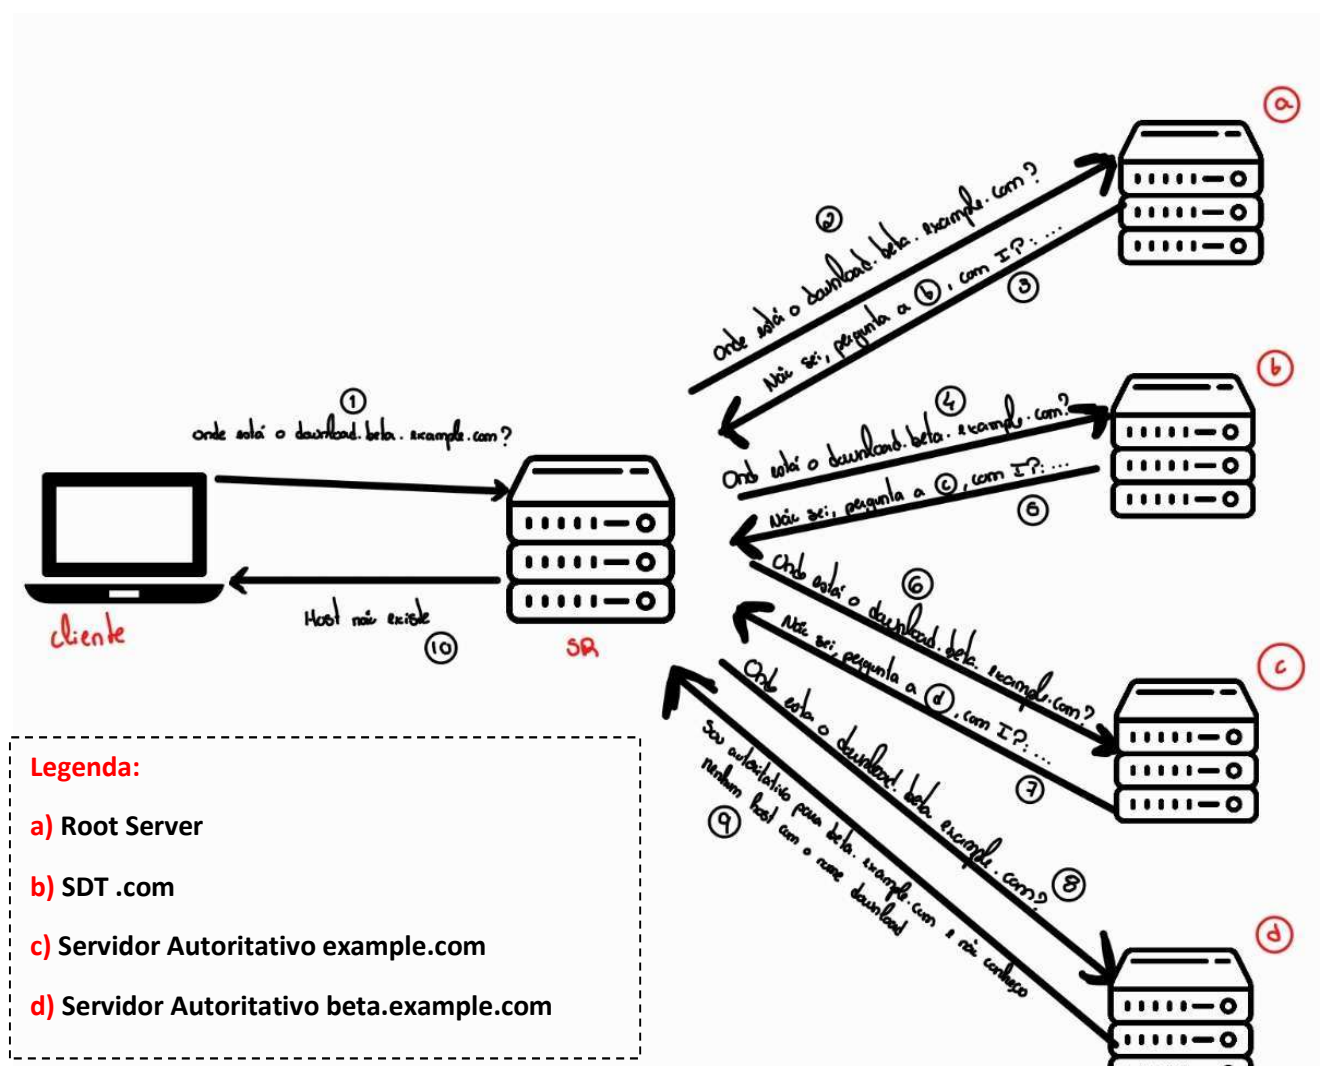 a
2
Onde está o download.beta.example.com?
Não sei, pergunta a b, com IP: ...
3
b
1
onde está o download.beta.example.com?
4
Onde está o download.beta.example.com?
Não sei, pergunta a c, com IP: ...
5
cliente
Host não existe
10
SR
6
Onde está o download.beta.example.com?
Não sei, pergunta a d, com IP: ...
7
c
Onde esta o download.beta.example.com?
8
Sou autoritativo para beta.example.com e não conheço
nenhum host com o nome download
9
d
Legenda:
a) Root Server
b) SDT .com
c) Servidor Autoritativo example.com
d) Servidor Autoritativo beta.example.com